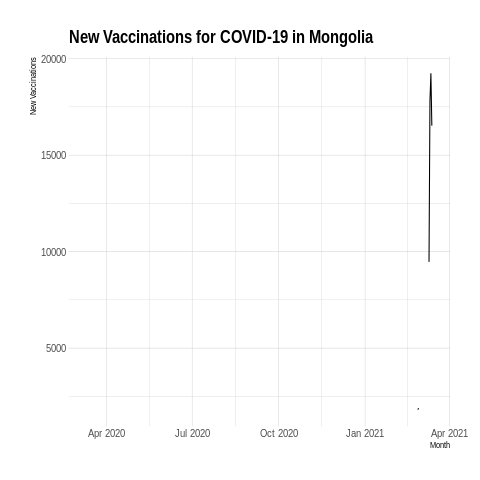 New Vaccinations for COVID-19 in Mongolia
New Vaccinations
20000
15000
10000
5000
Apr 2020
Jul 2020
Oct 2020
Jan 2021
Apr 2021
Month